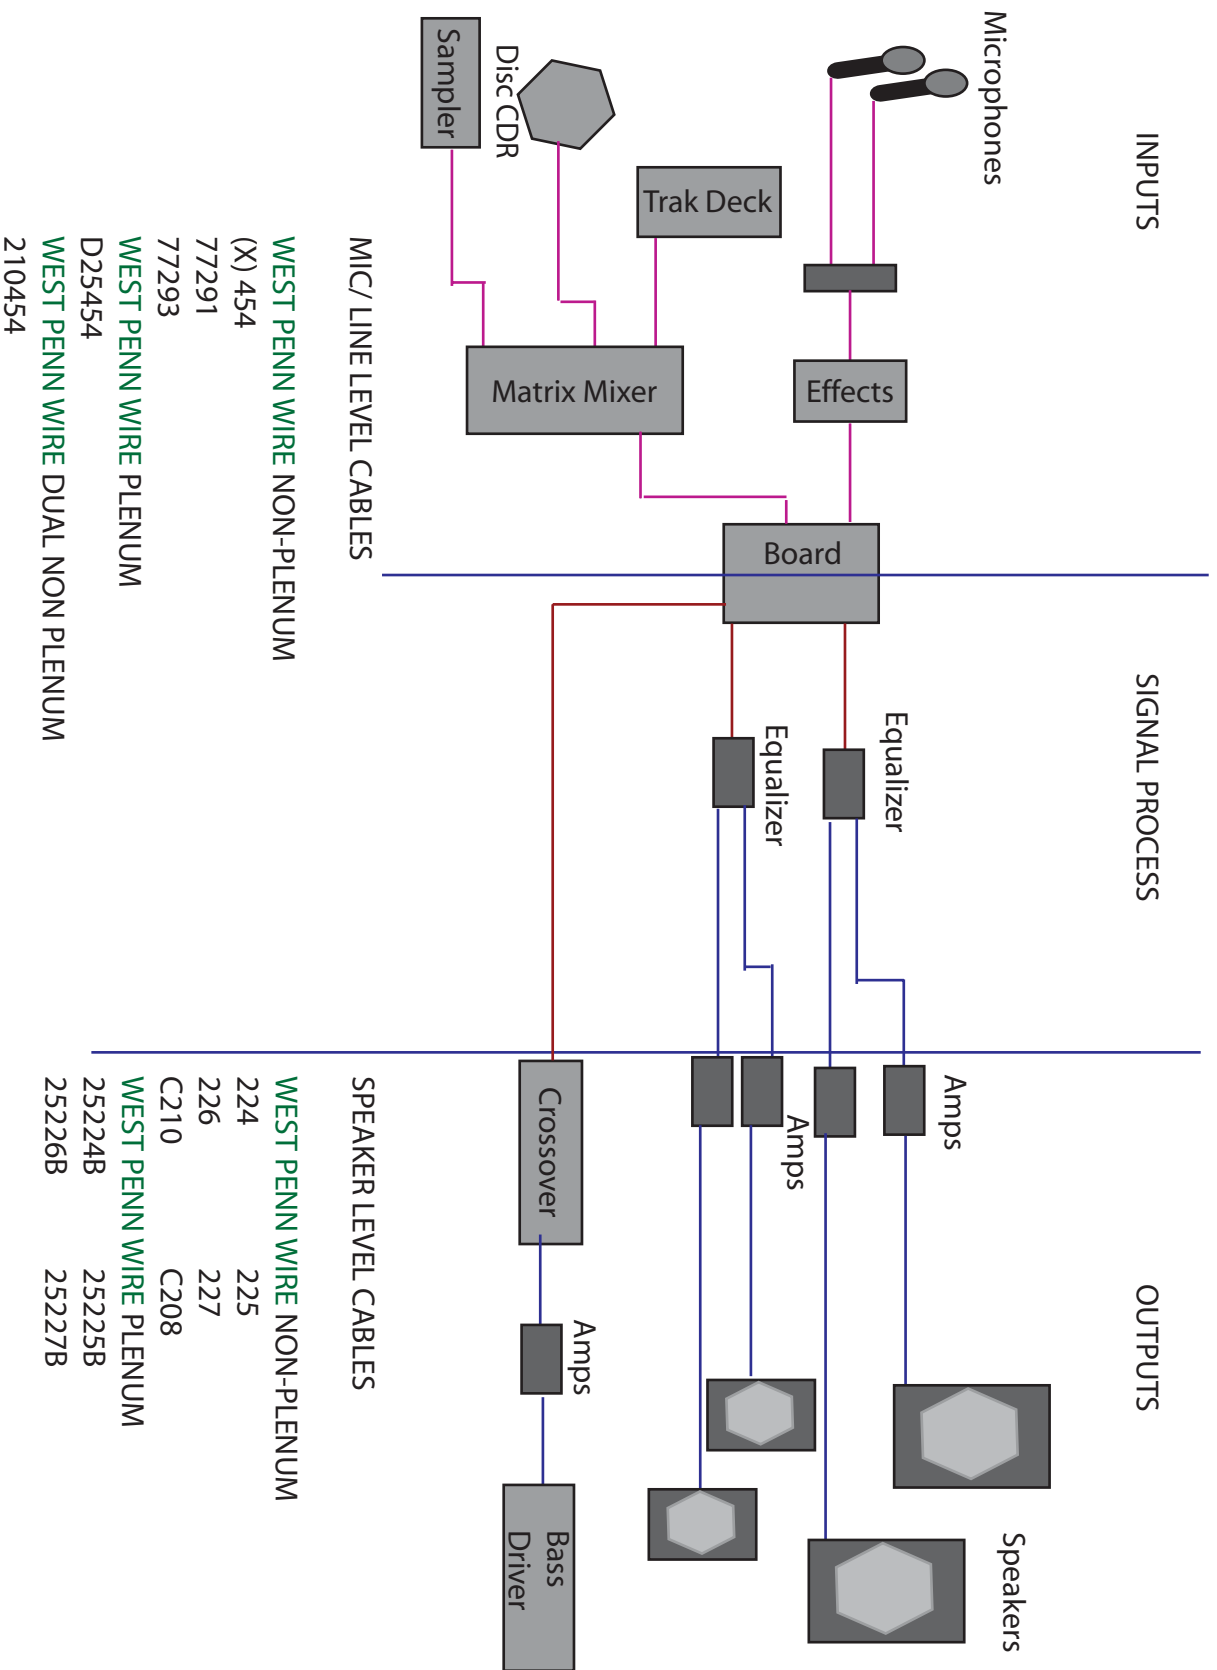 INPUTS
SIGNAL PROCESS
OUTPUTS
Microphones
Trak Deck
Disc CDR
Sampler
Effects
Matrix Mixer
Board
Equalizer
Equalizer
Amps
Amps
Crossover
Amps
Speakers
Bass
Driver
MIC/ LINE LEVEL CABLES
WEST PENN WIRE NON-PLENUM
(X) 454
77291
77293
WEST PENN WIRE PLENUM
D25454
WEST PENN WIRE DUAL NON PLENUM
210454
SPEAKER LEVEL CABLES
WEST PENN WIRE NON-PLENUM
224 225
226 227
C210 C208
WEST PENN WIRE PLENUM
25224B 25225B
25226B 25227B